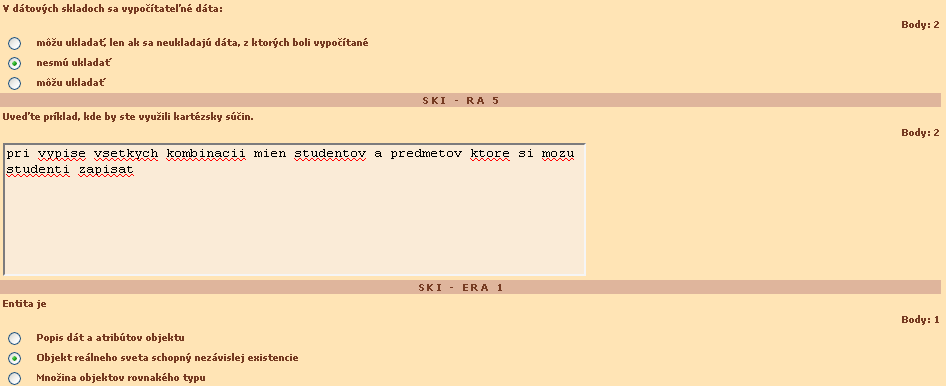 V dátových skladoch sa vypočítateľné dáta:
Body: 2
môžu ukladať, len ak sa neukladajú dáta, z ktorých boli vypočítané
nesmú ukladať
môžu ukladať
SKI - RA 5
Uveďte príklad, kde by ste využili kartézsky súčin.
Body: 2
pri vypise vsetkych kombinacii mien studentov a predmetov ktore si mozu
studenti zapisat
SKI - ERA 1
Entita je
Body: 1
Popis dát a atribútov objektu
Objekt reálneho sveta schopný nezávislej existencie
Množina objektov rovnakého typu